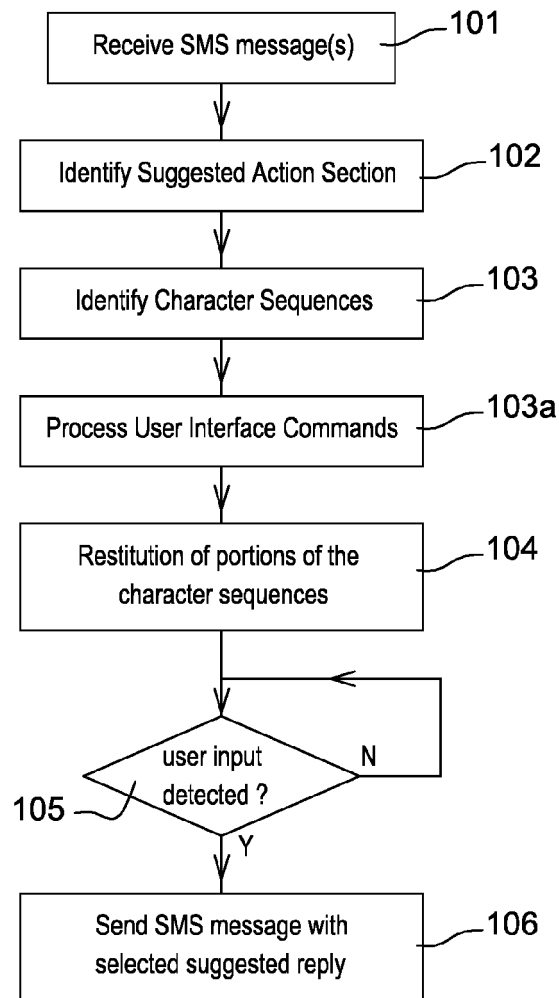 Receive SMS message(s)
101
Identify Suggested Action Section
102
Identify Character Sequences
103
Process User Interface Commands
103a
Restitution of portions of the
character sequences
104
user input
detected ?
N
105
Y
Send SMS message with
selected suggested reply
106